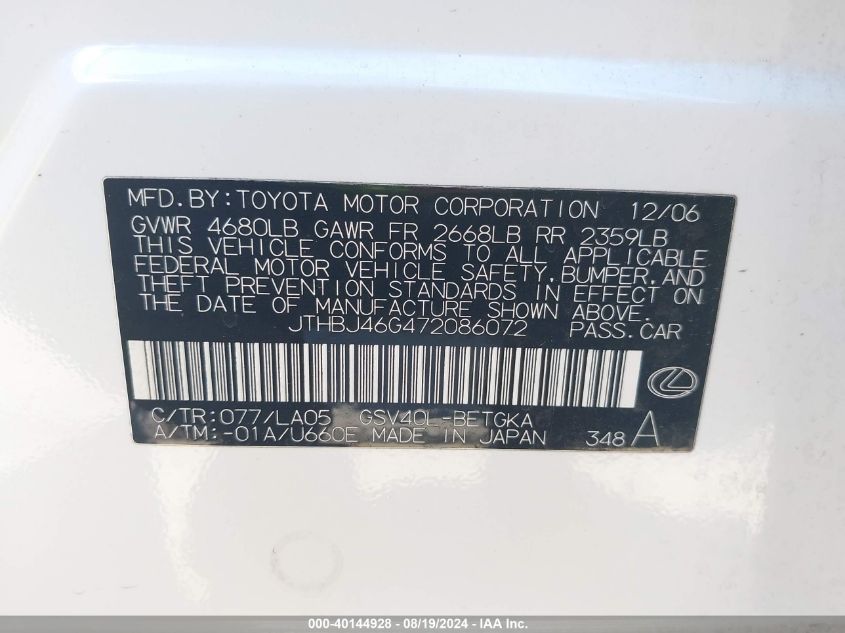 MFD.BY:TOYOTA MOTOR CORPORATION 12/06
GVWR 4680LB GAWR FR 2668LB RR 2359LB
THIS VEHICLE CONFORMS TO ALL APPLICABLE
FEDERAL MOTOR VEHICLE SAFETY,BUMPER,AND
THEFT PREVENTION STANDARDS IN EFFECT ON
THE DATE OF MANUFACTURE SHOWN ABOVE.
JTHBJ46G472086072 PASS.CAR
C/TR:077/LA05 GSV40L-BETGKA
A/TM:-01A/U660E MADE IN JAPAN 348 A
000-40144928 - 08/19/2024 - IAA Inc.